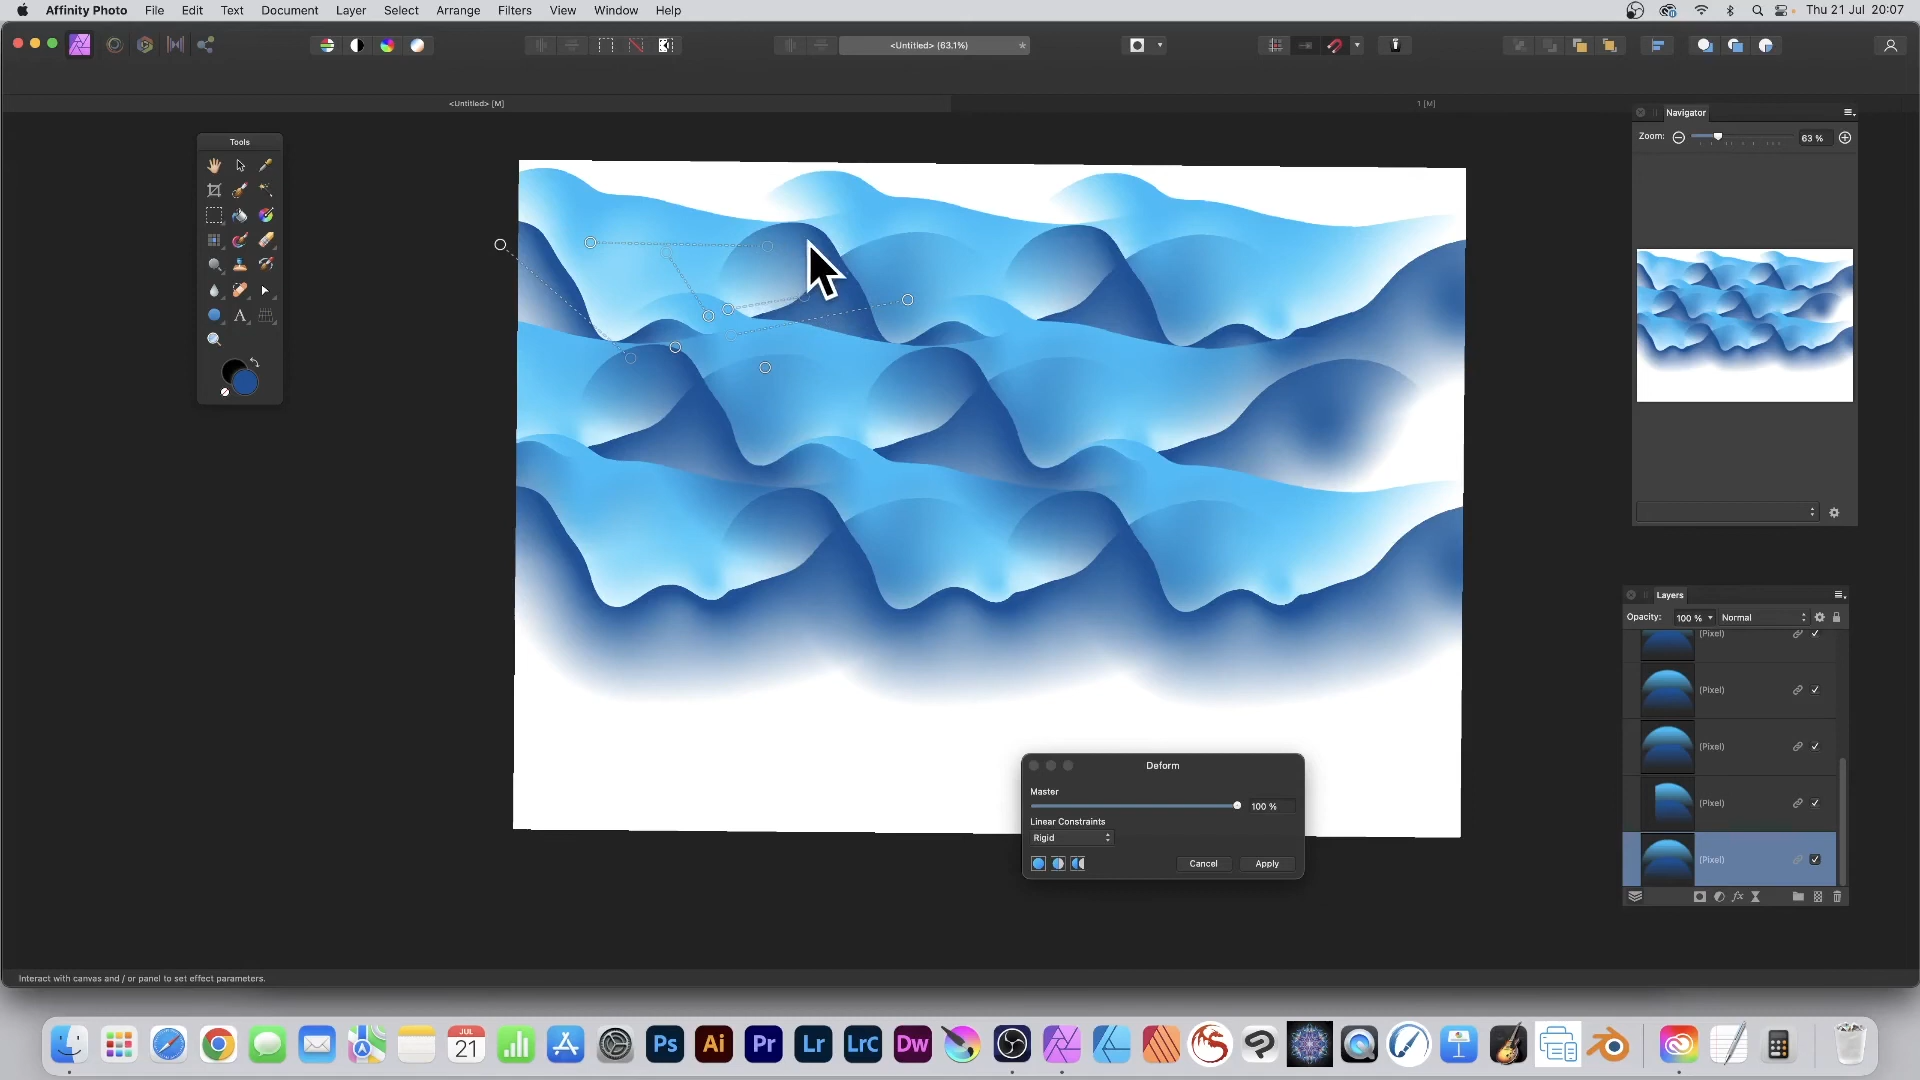 Affinity Photo File Edit Text Document Layer Select Arrange Filters View Window Help Thu 21 Jul 20:07
<Untitled> (63.1%) *
<Untitled> [M] 1 [M]
Navigator
Zoom: 63 %
Tools
A
Layers
Opacity: 100 % Normal
(Pixel)
(Pixel)
(Pixel)
(Pixel)
(Pixel)
fx
Deform
Master
100 %
Linear Constraints
Rigid
Cancel Apply
Interact with canvas and / or panel to set effect parameters.
JUL
21
Ps Ai Pr Lr LrC Dw